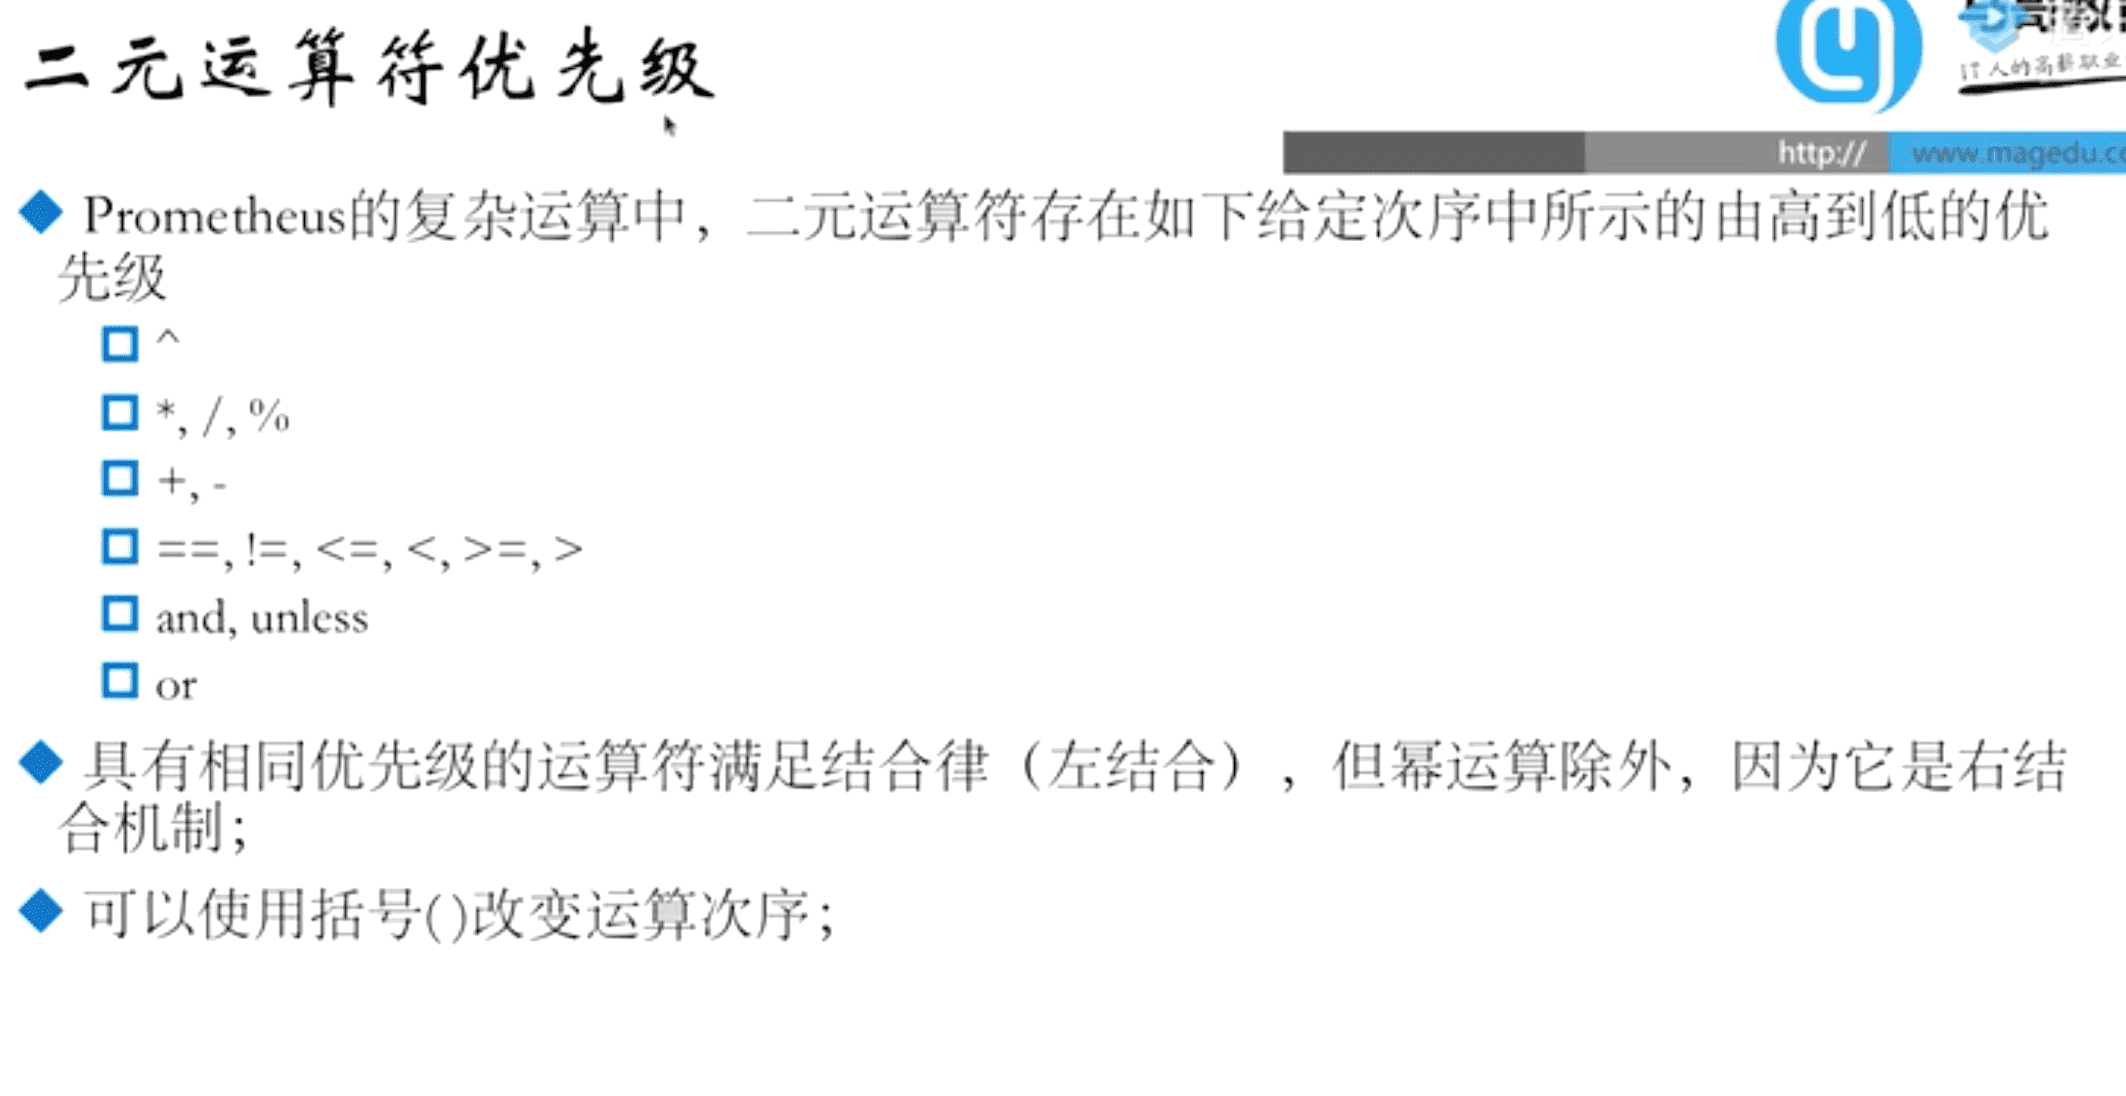 二元运算符优先级
IT人的高薪职业
http:// www.magedu.c
Prometheus的复杂运算中，二元运算符存在如下给定次序中所示的由高到低的优
先级
^
*, /, %
+, -
==, !=, <=, <, >=, >
and, unless
or
具有相同优先级的运算符满足结合律（左结合），但幂运算除外，因为它是右结
合机制；
可以使用括号()改变运算次序；